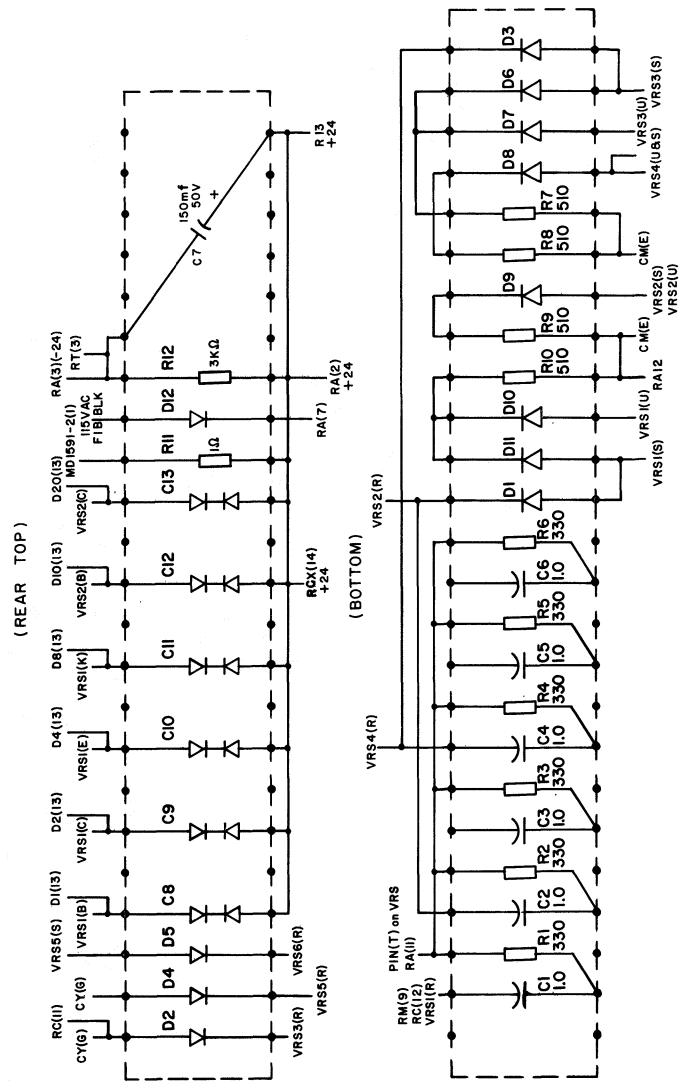 (REAR TOP)
RC(11)
CY(G)
CY(G)
VRS5(S)
D1(13)
VRS1(B)
D2(13)
VRS1(C)
D4(13)
VRS1(E)
D8(13)
VRS1(K)
D10(13)
VRS2(B)
D20(13)
VRS2(C)
MD1591-2(1)
115VAC
F1B1BLK
RA(3)(-24)
RT(3)
D2
D4
D5
C8
C9
C10
C11
C12
C13
R11
1Ω
D12
R12
3KΩ
C7
150mf
50V
+
VRS3(R)
VRS5(R)
VRS6(R)
RCX(14)
+24
RA(7)
RA(2)
+24
R13
+24
(BOTTOM)
RM(9)
RC(12)
VRS1(R)
PIN(T) on VRS
RA(11)
VRS4(R)
VRS2(R)
C1
1.0
R1
330
C2
1.0
R2
330
C3
1.0
R3
330
C4
1.0
R4
330
C5
1.0
R5
330
C6
1.0
R6
330
D1
D11
D10
R10
510
R9
510
D9
R8
510
R7
510
D8
D7
D6
D3
VRS1(S)
VRS1(U)
RA12
CM(E)
VRS2(S)
VRS2(U)
CM(E)
VRS4(U&S)
VRS3(U)
VRS3(S)